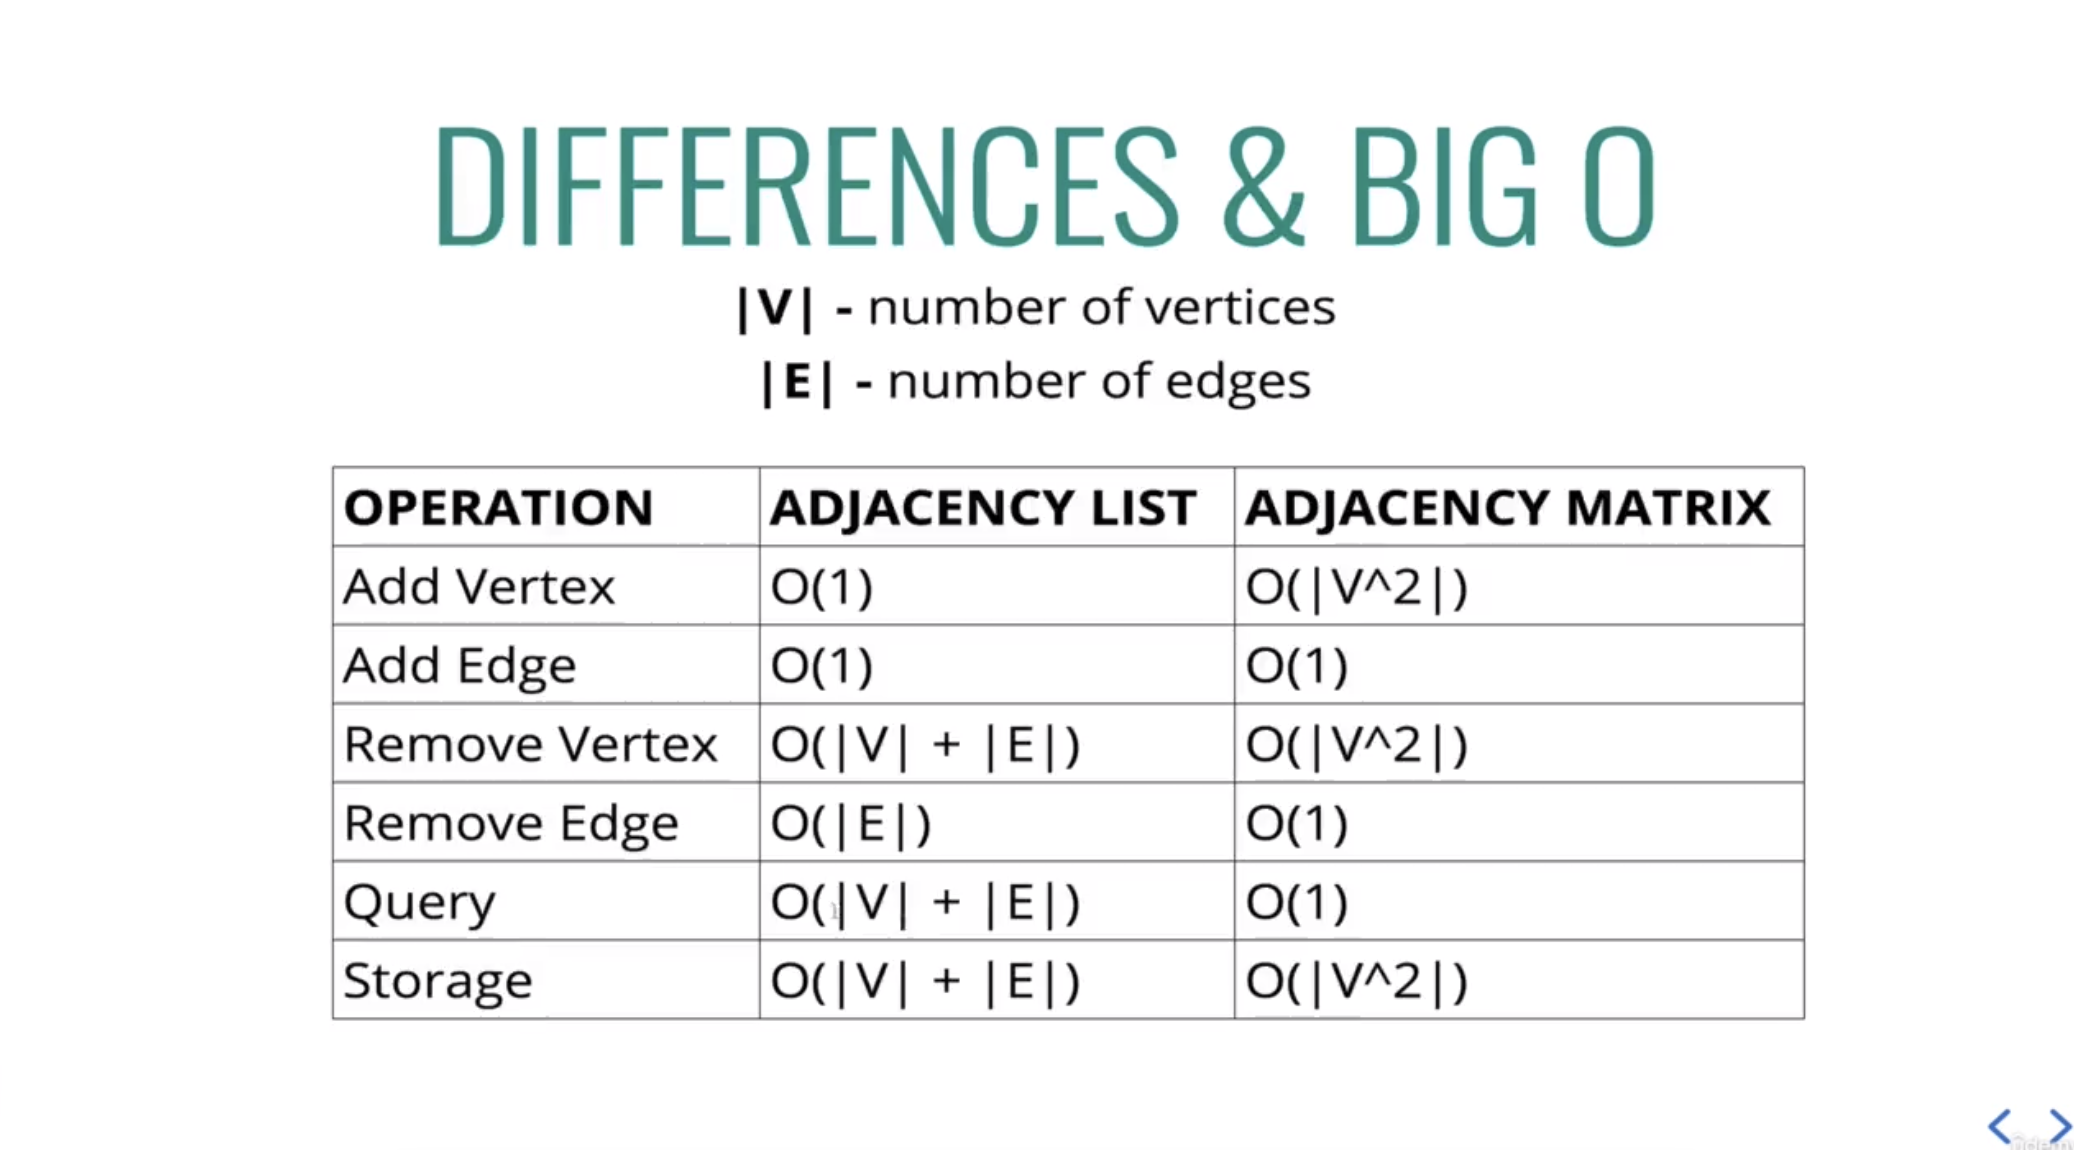 DIFFERENCES & BIG O
|V| - number of vertices
|E| - number of edges
OPERATION ADJACENCY LIST ADJACENCY MATRIX
Add Vertex O(1) O(|V^2|)
Add Edge O(1) O(1)
Remove Vertex O(|V| + |E|) O(|V^2|)
Remove Edge O(|E|) O(1)
Query O(|V| + |E|) O(1)
Storage O(|V| + |E|) O(|V^2|)